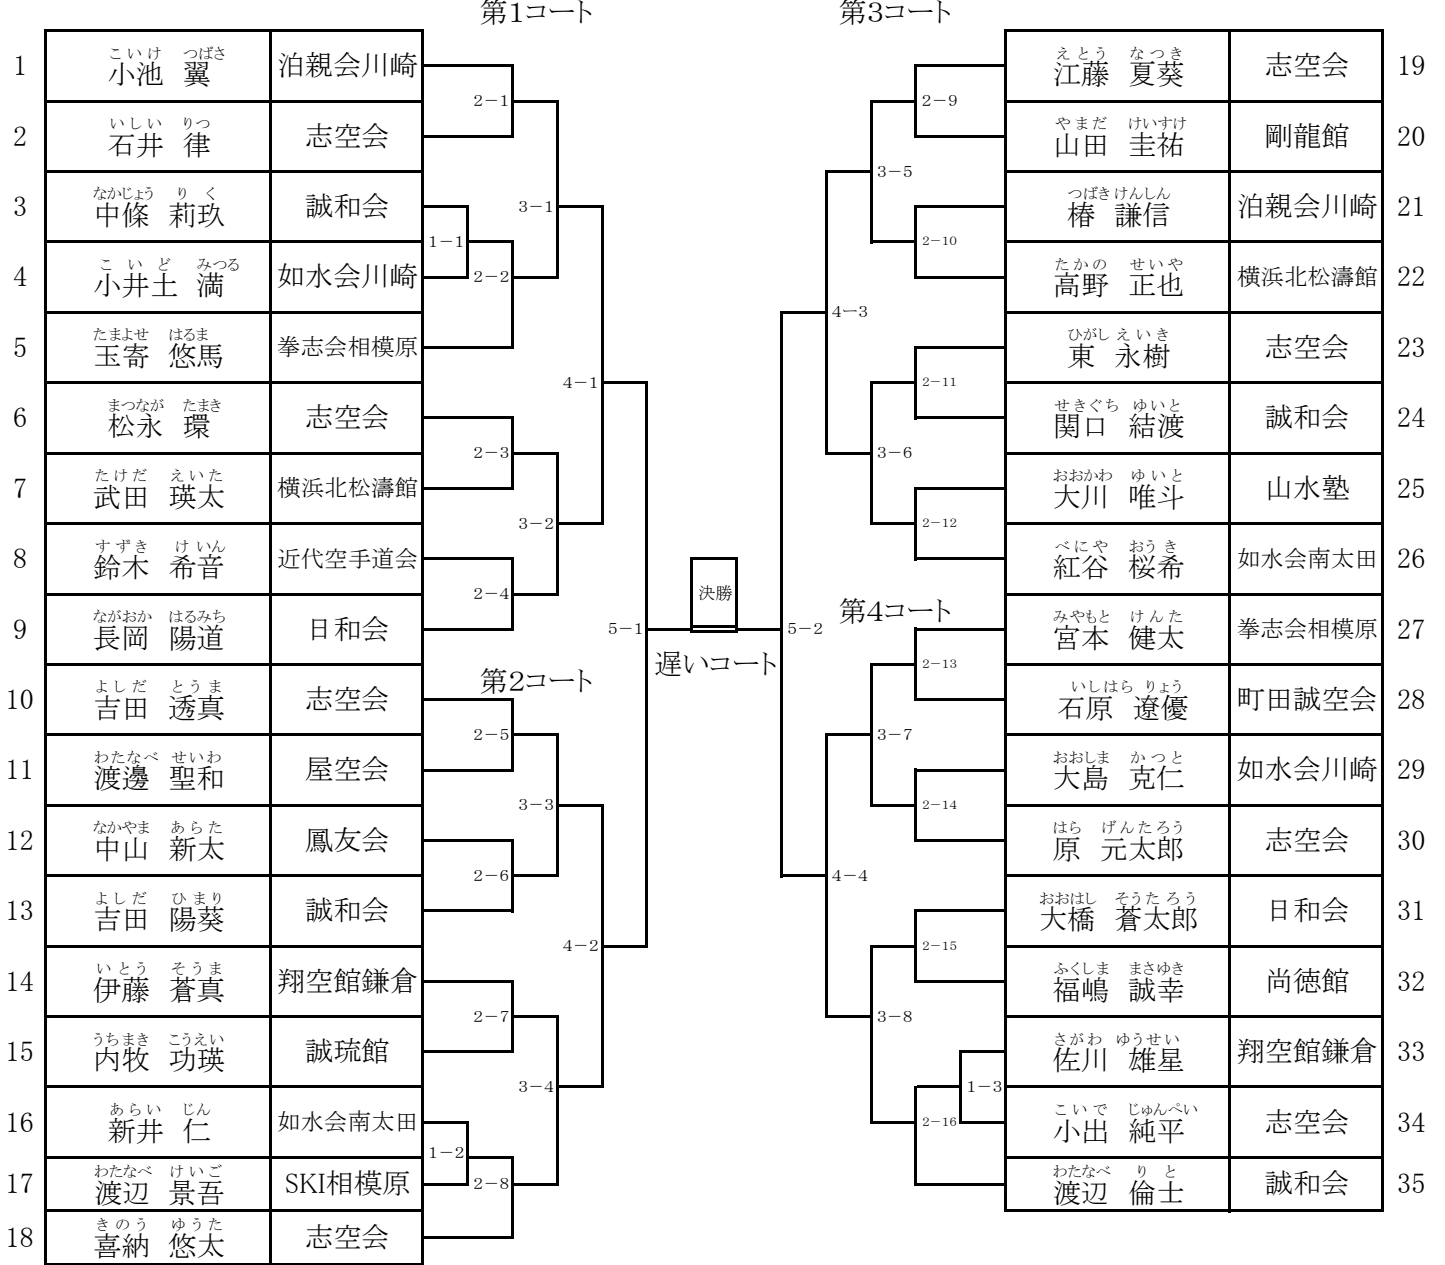 第1コート
第3コート
1 小池 翼 こいけ つばさ 泊親会川崎
2 石井 律 いしい りつ 志空会
3 中條 莉玖 なかじょう りく 誠和会
4 小井土 満 こいど みつる 如水会川崎
5 玉寄 悠馬 たまよせ はるま 拳志会相模原
6 松永 環 まつなが たまき 志空会
7 武田 瑛太 たけだ えいた 横浜北松濤館
8 鈴木 希音 すずき けいん 近代空手道会
9 長岡 陽道 ながおか はるみち 日和会
第2コート
10 吉田 透真 よしだ とうま 志空会
11 渡邊 聖和 わたなべ せいわ 屋空会
12 中山 新太 なかやま あらた 鳳友会
13 吉田 陽葵 よしだ ひまり 誠和会
14 伊藤 蒼真 いとう そうま 翔空館鎌倉
15 内牧 功瑛 うちまき こうえい 誠琉館
16 新井 仁 あらい じん 如水会南太田
17 渡辺 景吾 わたなべ けいご SKI相模原
18 喜納 悠太 きのう ゆうた 志空会
2-1
3-1
1-1
2-2
4-1
2-3
3-2
2-4
5-1
2-5
3-3
2-6
4-2
2-7
3-4
1-2
2-8
決勝
遅いコート
5-2
2-9
3-5
2-10
4-3
2-11
3-6
2-12
第4コート
2-13
3-7
2-14
4-4
2-15
3-8
1-3
2-16
江藤 夏葵 えとう なつき 志空会 19
山田 圭祐 やまだ けいすけ 剛龍館 20
椿 謙信 つばき けんしん 泊親会川崎 21
高野 正也 たかの せいや 横浜北松濤館 22
東 永樹 ひがし えいき 志空会 23
関口 結渡 せきぐち ゆいと 誠和会 24
大川 唯斗 おおかわ ゆいと 山水塾 25
紅谷 桜希 べにや おうき 如水会南太田 26
宮本 健太 みやもと けんた 拳志会相模原 27
石原 遼優 いしはら りょう 町田誠空会 28
大島 克仁 おおしま かつと 如水会川崎 29
原 元太郎 はら げんたろう 志空会 30
大橋 蒼太郎 おおはし そうたろう 日和会 31
福嶋 誠幸 ふくしま まさゆき 尚徳館 32
佐川 雄星 さがわ ゆうせい 翔空館鎌倉 33
小出 純平 こいで じゅんぺい 志空会 34
渡辺 倫士 わたなべ りと 誠和会 35